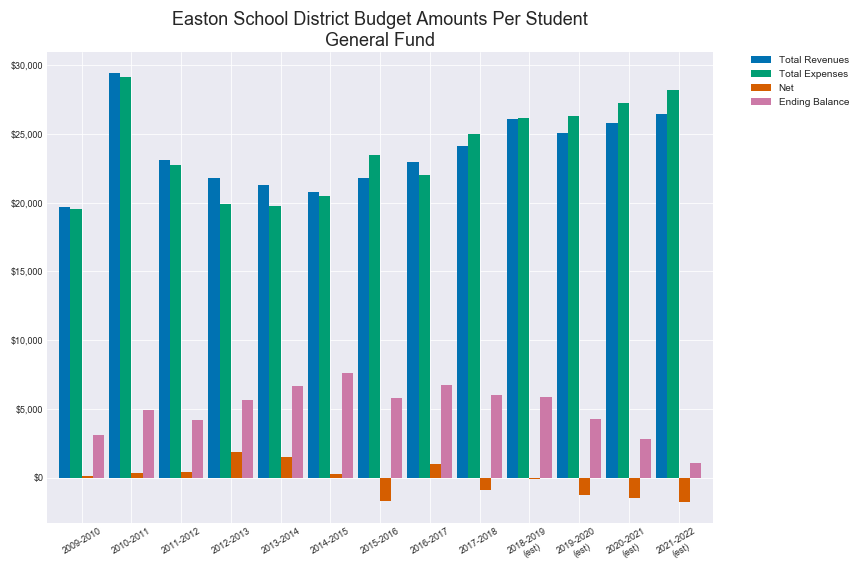 Easton School District Budget Amounts Per Student
General Fund
Total Revenues
Total Expenses
Net
Ending Balance
$30,000
$25,000
$20,000
$15,000
$10,000
$5,000
$0
2009-2010
2010-2011
2011-2012
2012-2013
2013-2014
2014-2015
2015-2016
2016-2017
2017-2018
2018-2019
(est)
2019-2020
(est)
2020-2021
(est)
2021-2022
(est)